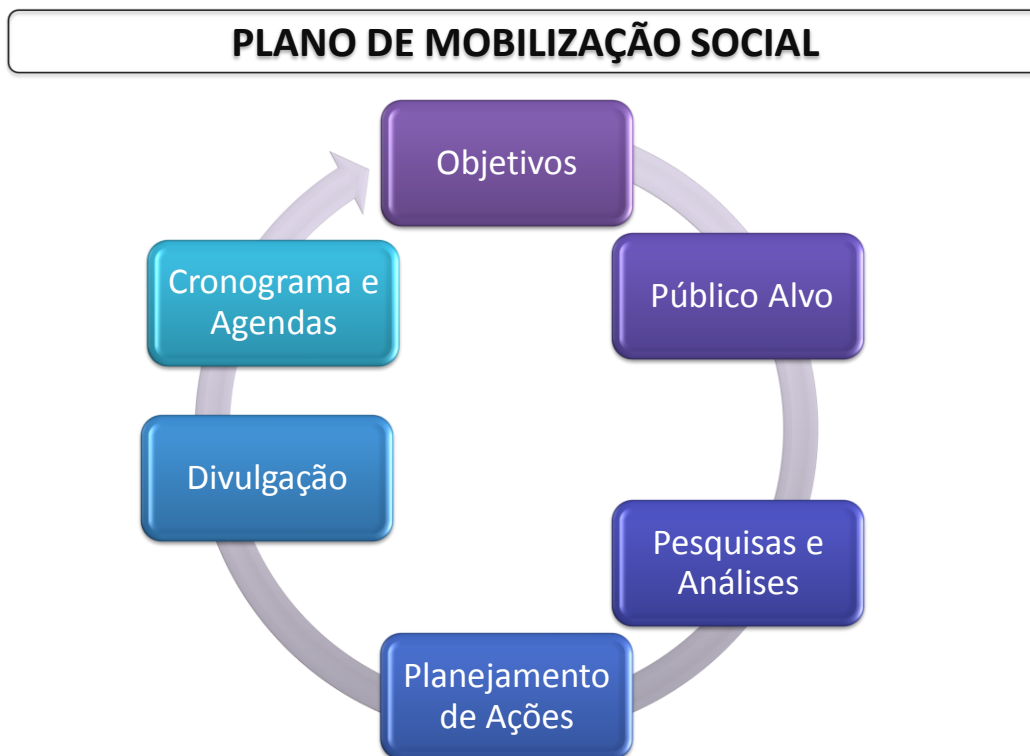 PLANO DE MOBILIZAÇÃO SOCIAL
Objetivos
Público Alvo
Pesquisas e
Análises
Planejamento
de Ações
Divulgação
Cronograma e
Agendas